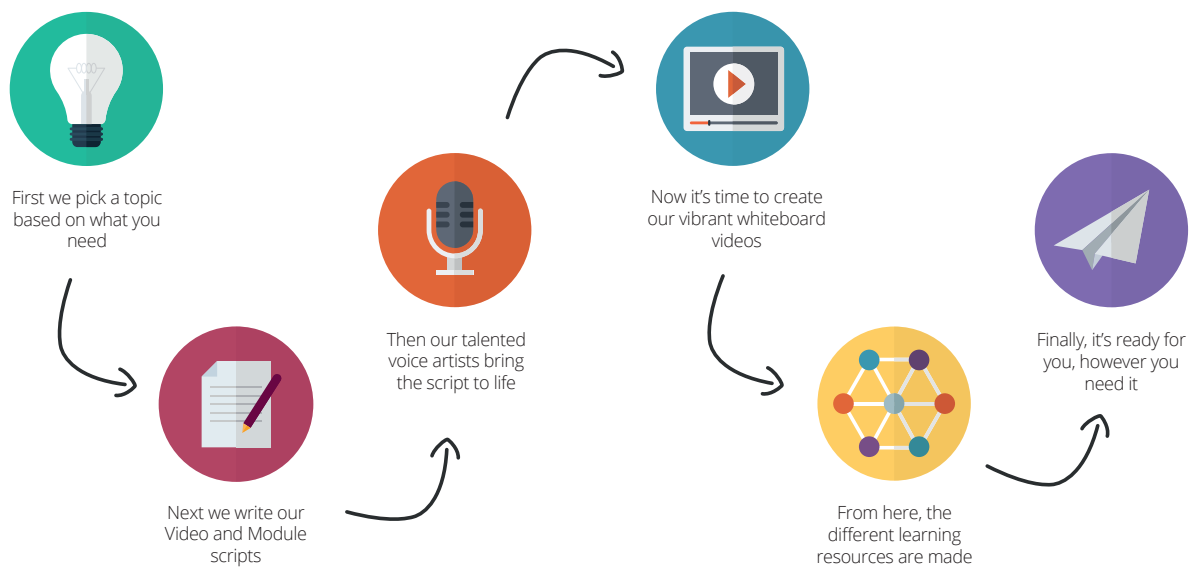 First we pick a topic
based on what you
need
Next we write our
Video and Module
scripts
Then our talented
voice artists bring
the script to life
Now it’s time to create
our vibrant whiteboard
videos
From here, the
different learning
resources are made
Finally, it’s ready for
you, however you
need it